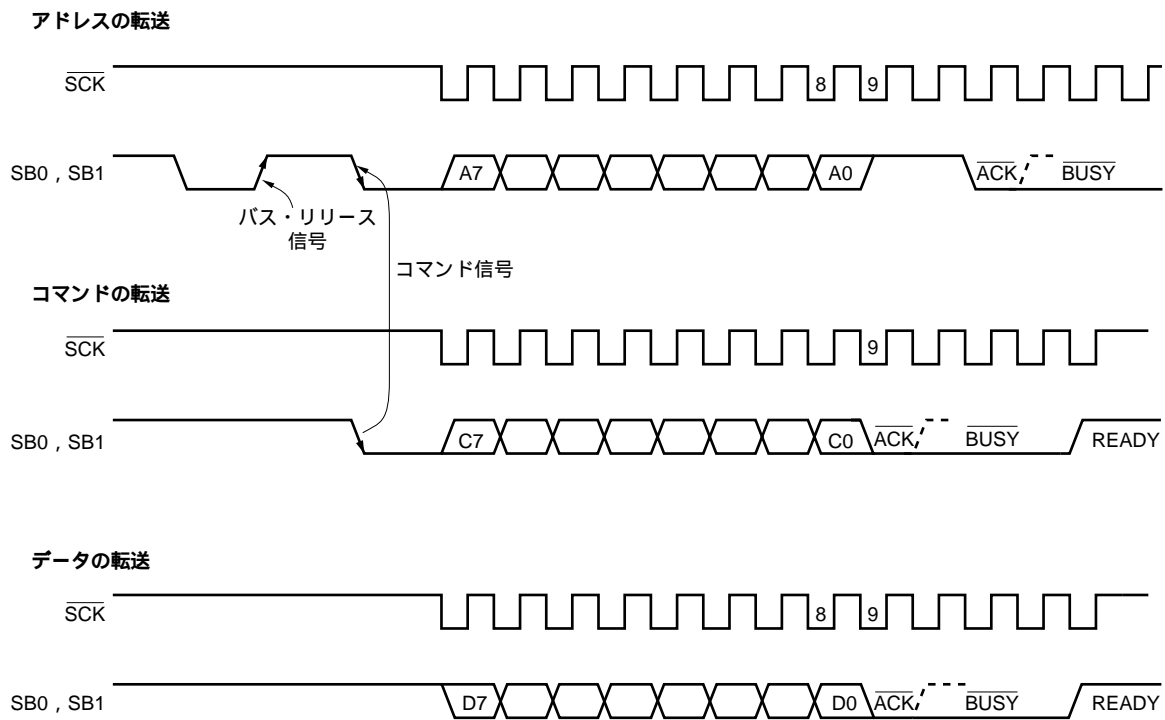 アドレスの転送
SCK
8
9
SB0 , SB1
A7
A0
ACK
BUSY
バス・リリース
信号
コマンド信号
コマンドの転送
SCK
9
SB0 , SB1
C7
C0
ACK
BUSY
READY
データの転送
SCK
8
9
SB0 , SB1
D7
D0
ACK
BUSY
READY